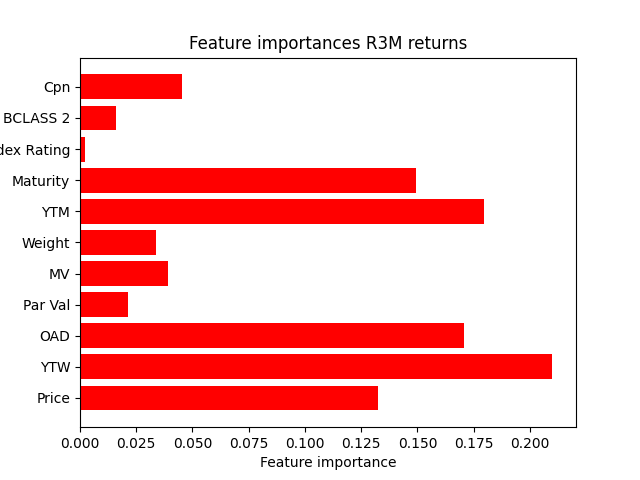 Feature importances R3M returns
Cpn
BCLASS 2
dex Rating
Maturity
YTM
Weight
MV
Par Val
OAD
YTW
Price
0.000 0.025 0.050 0.075 0.100 0.125 0.150 0.175 0.200
Feature importance